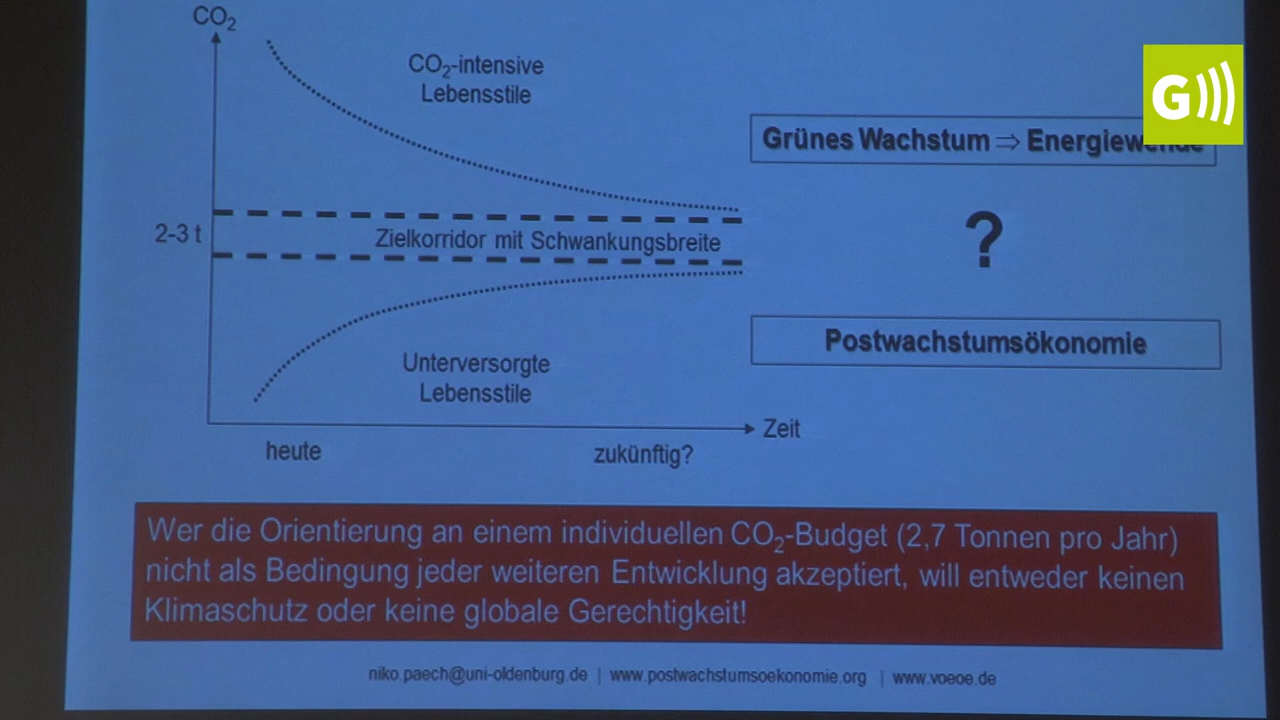 CO₂
CO₂-intensive
Lebensstile
G
Grünes Wachstum ⇒ Energiewende
2-3 t
Zielkorridor mit Schwankungsbreite
?
Postwachstumsökonomie
Unterversorgte
Lebensstile
Zeit
heute
zukünftig?
Wer die Orientierung an einem individuellen CO₂-Budget (2,7 Tonnen pro Jahr)
nicht als Bedingung jeder weiteren Entwicklung akzeptiert, will entweder keinen
Klimaschutz oder keine globale Gerechtigkeit!
niko.paech@uni-oldenburg.de | www.postwachstumsoekonomie.org | www.voeoe.de